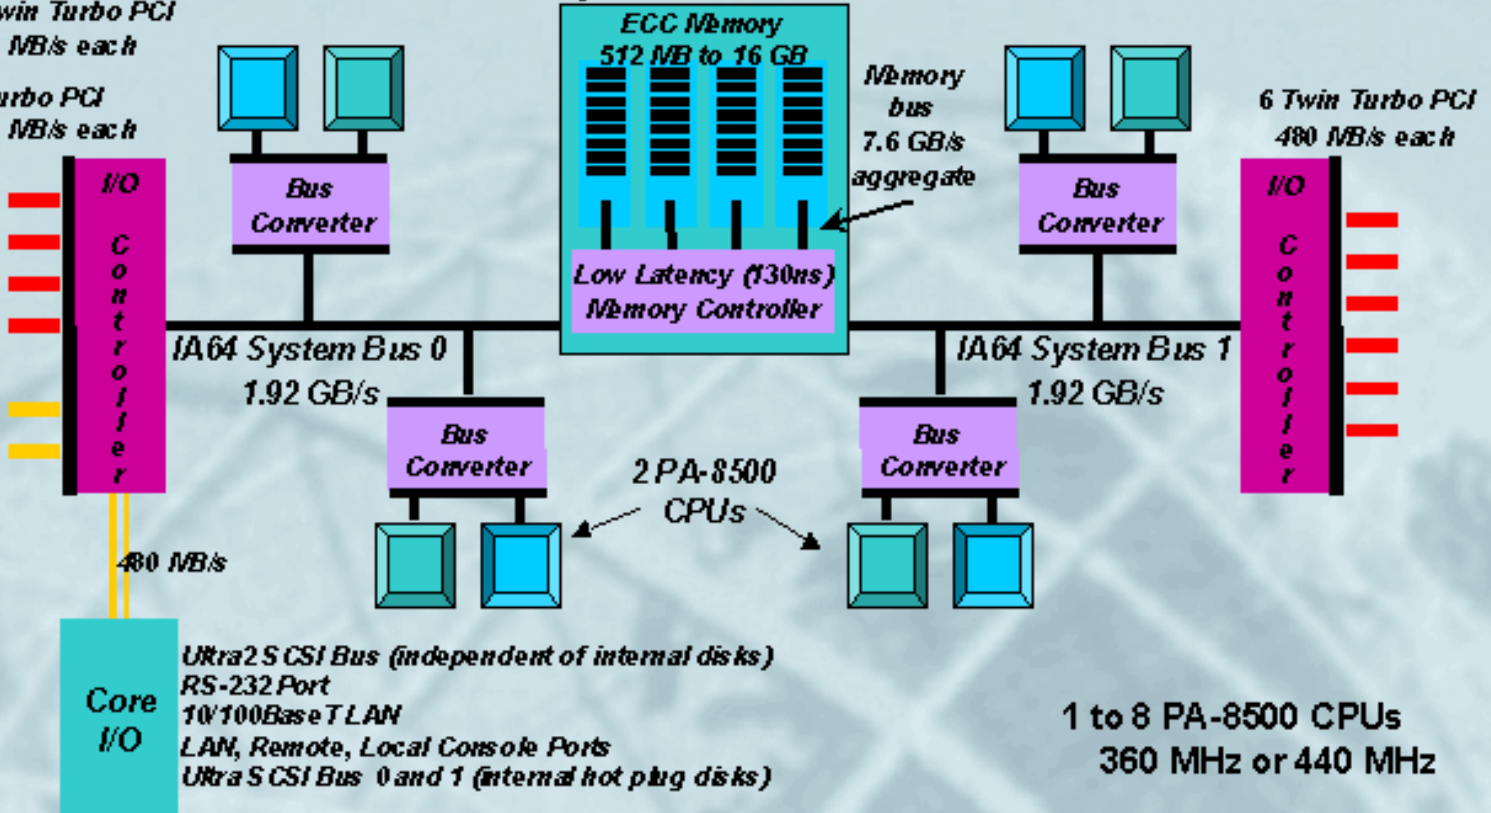 win Turbo PCI
MB/s each
urbo PCI
MB/s each
ECC Memory
512 MB to 16 GB
Memory
bus
7.6 GB/s
aggregate
6 Twin Turbo PCI
480 MB/s each
I/O
Controller
Bus
Converter
Low Latency (130ns)
Memory Controller
Bus
Converter
I/O
Controller
IA64 System Bus 0
1.92 GB/s
IA64 System Bus 1
1.92 GB/s
Bus
Converter
2 PA-8500
CPUs
Bus
Converter
480 MB/s
Core
I/O
Ultra2 SCSI Bus (independent of internal disks)
RS-232 Port
10/100BaseT LAN
LAN, Remote, Local Console Ports
Ultra SCSI Bus 0 and 1 (internal hot plug disks)
1 to 8 PA-8500 CPUs
360 MHz or 440 MHz